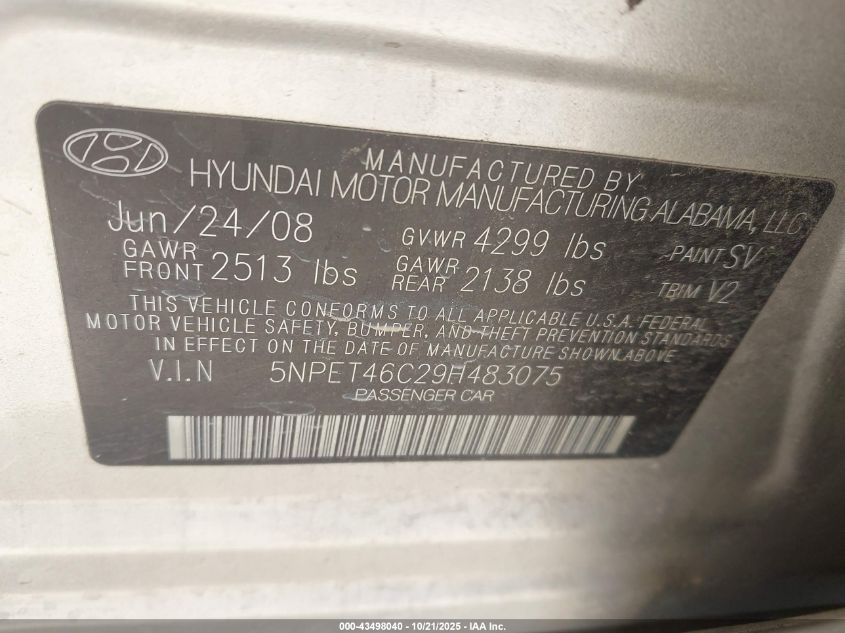 MANUFACTURED BY
HYUNDAI MOTOR MANUFACTURING ALABAMA, LLC
Jun/24/08 GVWR 4299 lbs PAINT SV
GAWR FRONT 2513 lbs GAWR REAR 2138 lbs TRIM V2
THIS VEHICLE CONFORMS TO ALL APPLICABLE U.S.A. FEDERAL
MOTOR VEHICLE SAFETY, BUMPER, AND THEFT PREVENTION STANDARDS
IN EFFECT ON THE DATE OF MANUFACTURE SHOWN ABOVE
V.I.N 5NPET46C29H483075
PASSENGER CAR
000-43498040 - 10/21/2025 - IAA Inc.